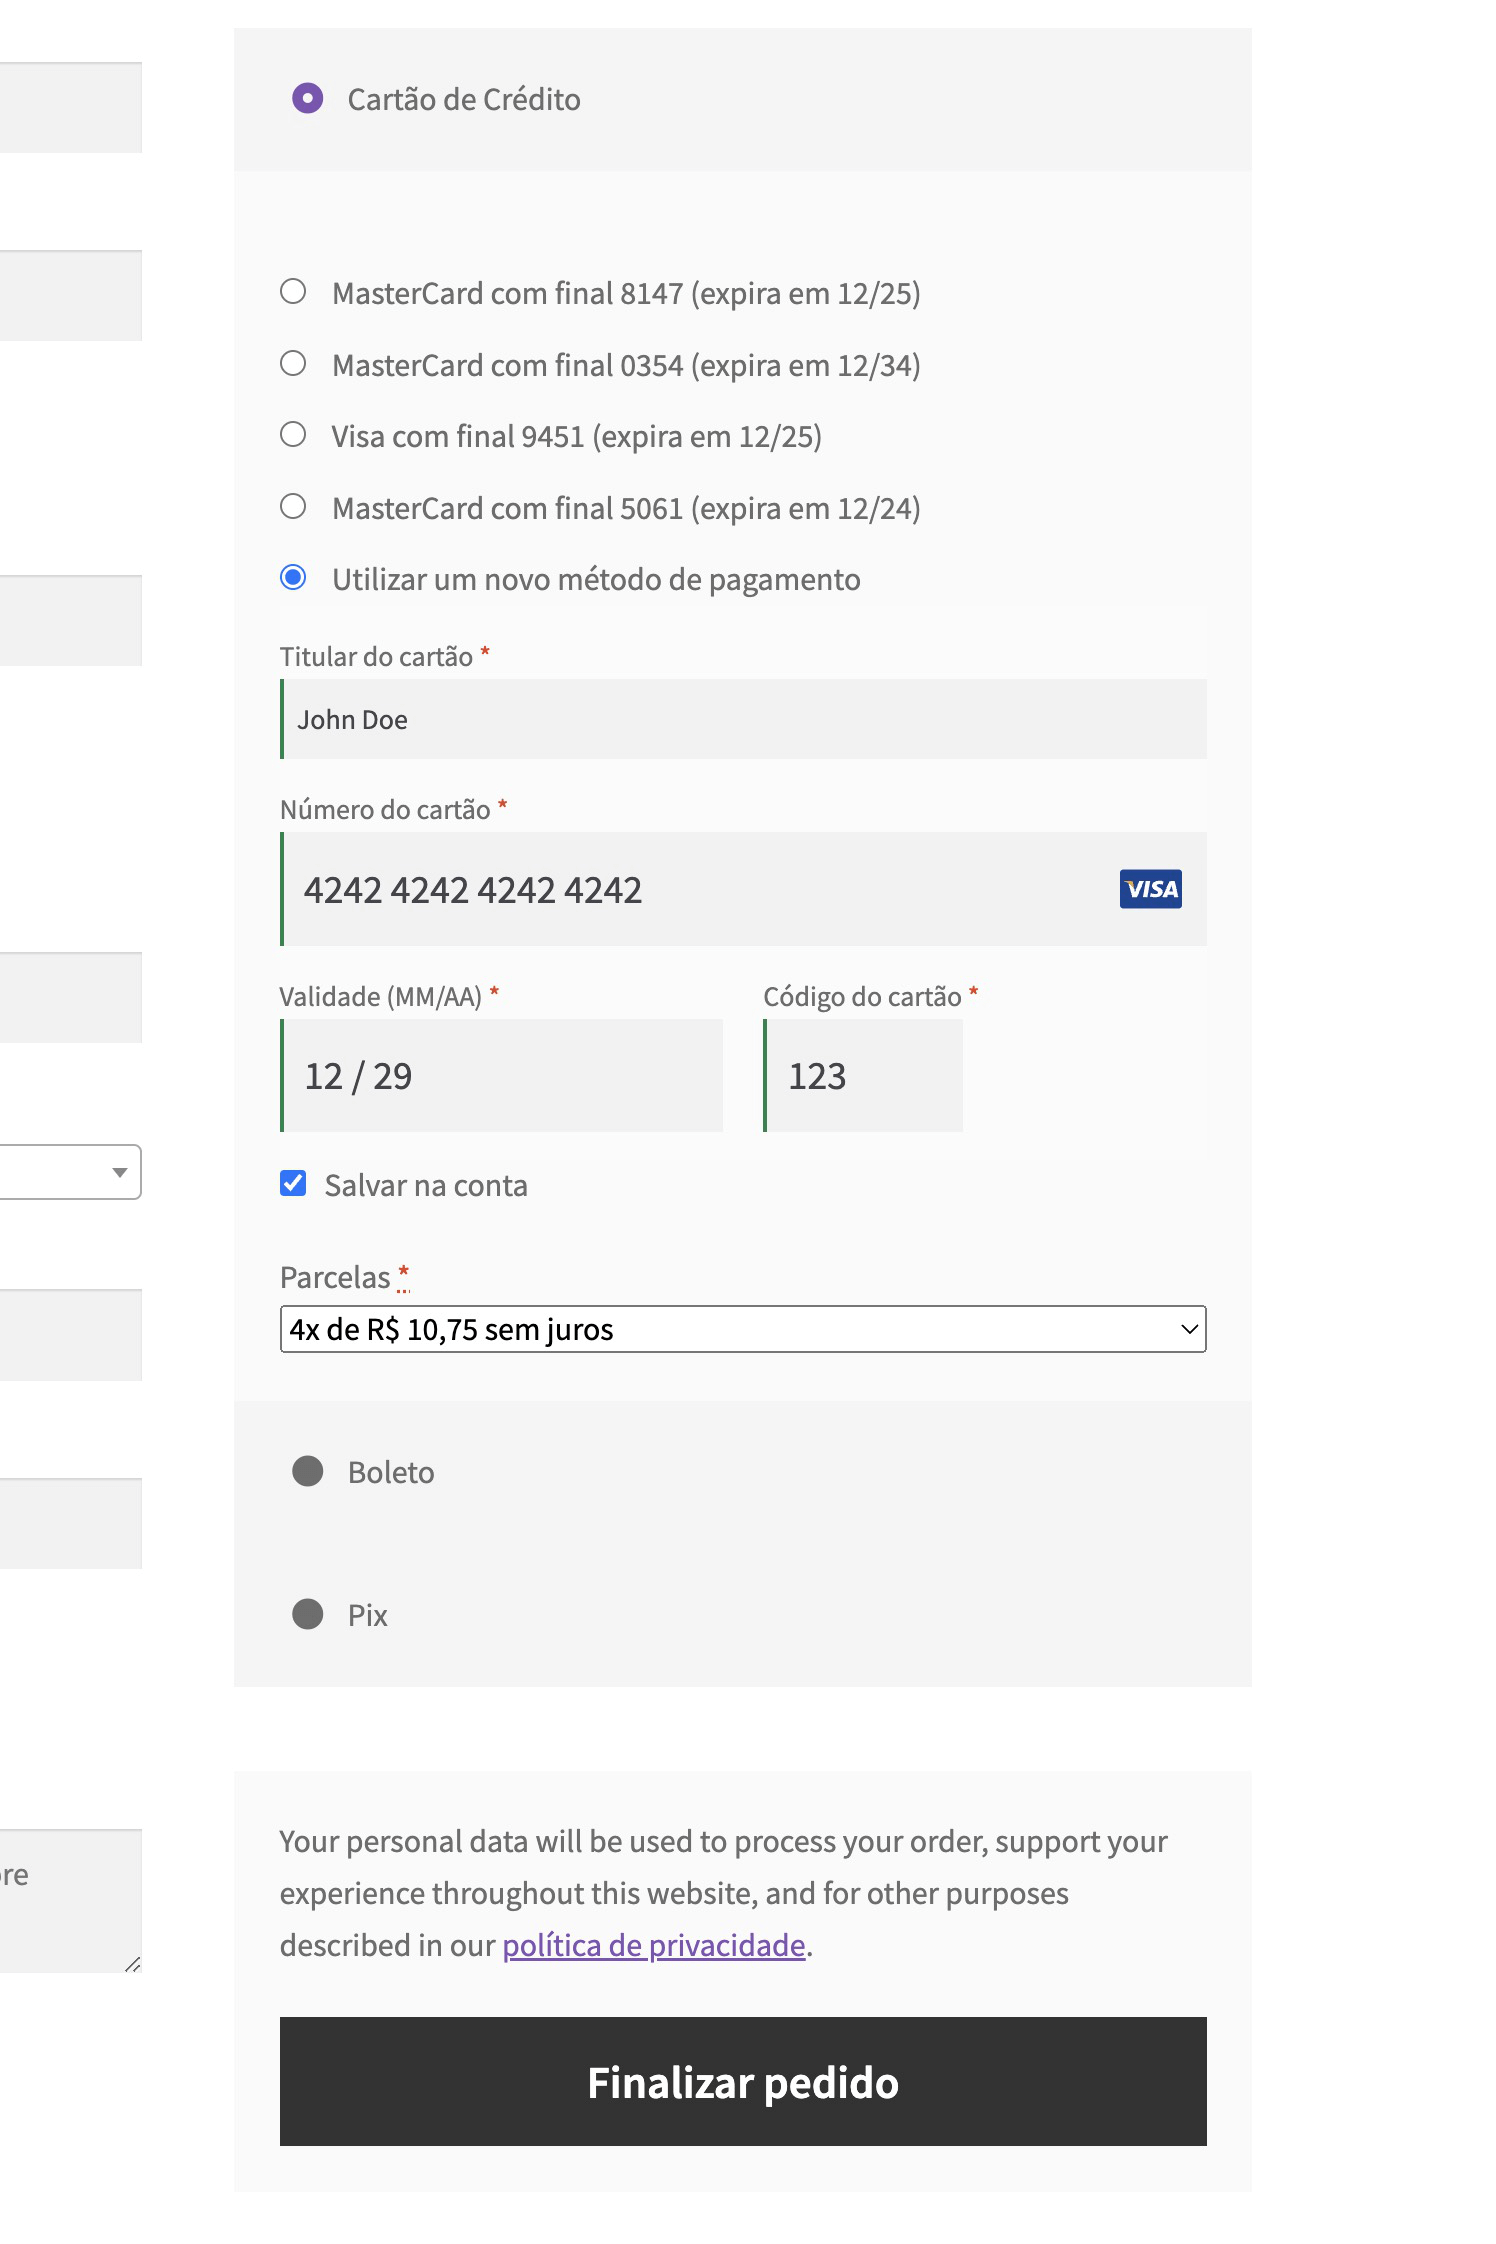 Cartão de Crédito
MasterCard com final 8147 (expira em 12/25)
MasterCard com final 0354 (expira em 12/34)
Visa com final 9451 (expira em 12/25)
MasterCard com final 5061 (expira em 12/24)
Utilizar um novo método de pagamento
Titular do cartão *
John Doe
Número do cartão *
4242 4242 4242 4242
VISA
Validade (MM/AA) *
Código do cartão *
12 / 29
123
Salvar na conta
Parcelas *
4x de R$ 10,75 sem juros
Boleto
Pix
re
Your personal data will be used to process your order, support your
experience throughout this website, and for other purposes
described in our política de privacidade.
Finalizar pedido